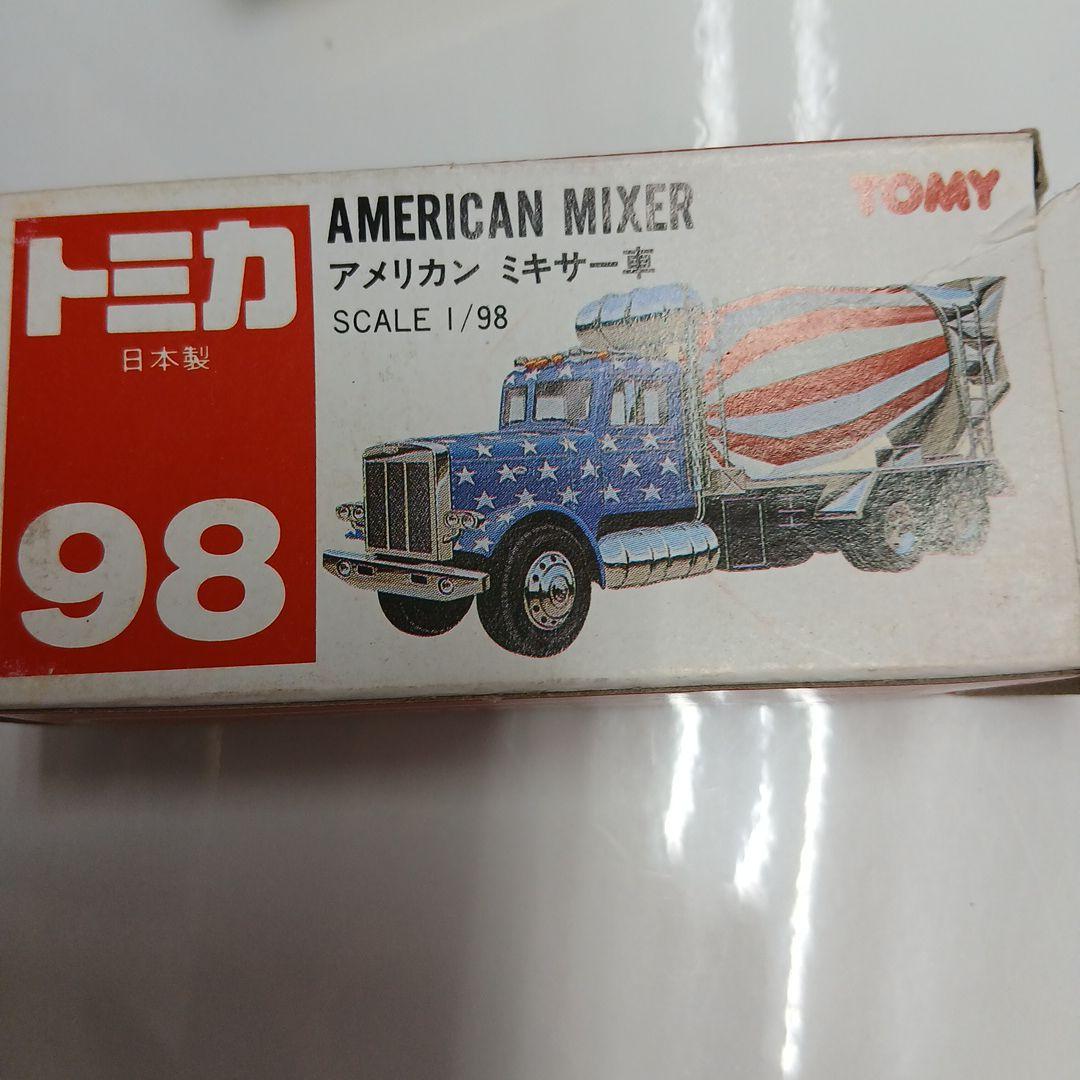 トミカ
日本製
98
AMERICAN MIXER
アメリカン ミキサー車
SCALE 1/98
TOMY